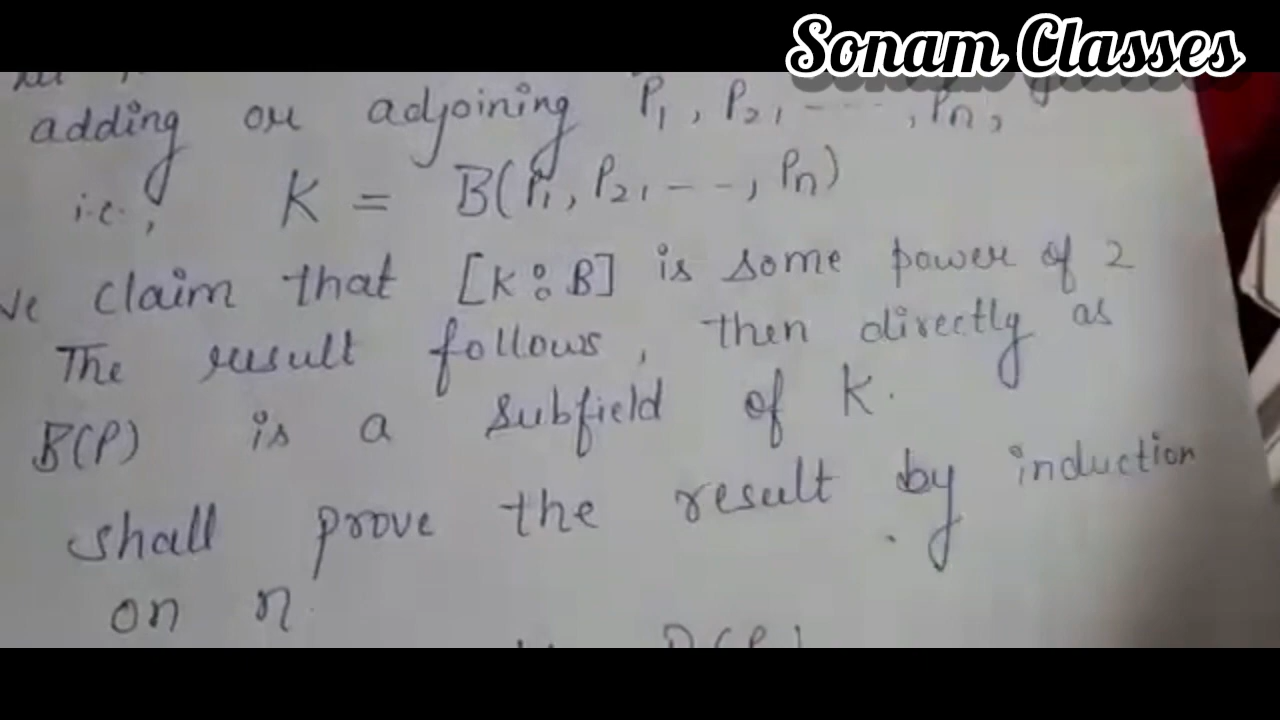 Sonam Classes
adding or adjoining P₁, P₂, ----, Pₙ,
i.e., K = B(P₁, P₂, ---, Pₙ)
we claim that [K : B] is some power of 2
The result follows, then directly as
B(P) is a subfield of K.
shall prove the result by induction
on n.